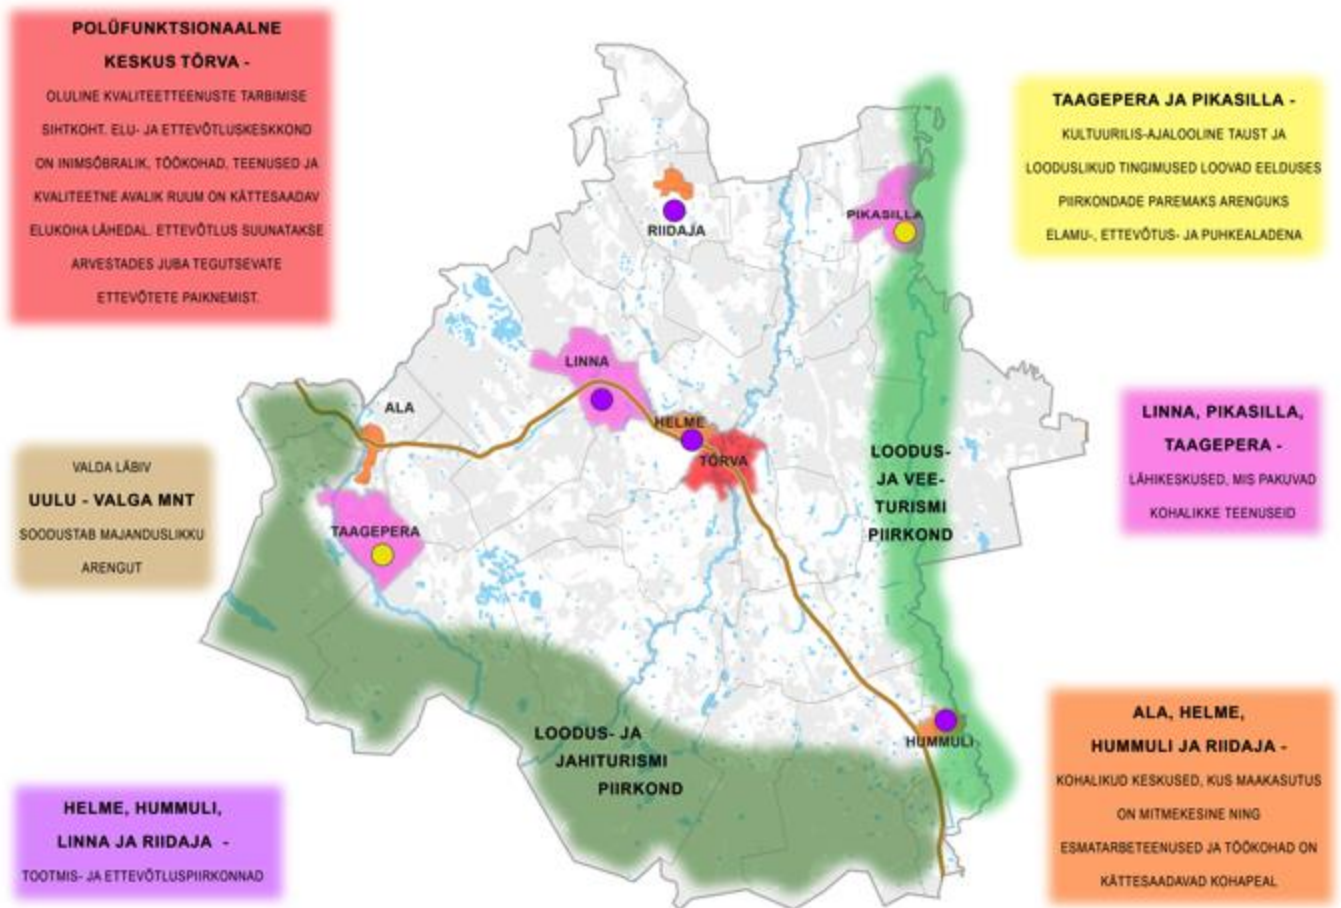 POLÜFUNKTSIONAALNE
KESKUS TÕRVA -
OLULINE KVALITEETTEENUSTE TARBIMISE
SIHTKOHT. ELU- JA ETTEVÕTLUSKESKKOND
ON INIMSÕBRALIK, TÖÖKOHAD, TEENUSED JA
KVALITEETNE AVALIK RUUM ON KÄTTESAADAV
ELUKOHA LÄHEDAL. ETTEVÕTLUS SUUNATAKSE
ARVESTADES JUBA TEGUTSEVATE
ETTEVÕTETE PAIKNEMIST.
VALDA LÄBIV
UULU - VALGA MNT
SOODUSTAB MAJANDUSLIKKU
ARENGUT
HELME, HUMMULI,
LINNA JA RIIDAJA -
TOOTMIS- JA ETTEVÕTLUSPIIRKONNAD
RIIDAJA
PIKASILLA
LINNA
ALA
HELME
TÕRVA
TAAGEPERA
LOODUS-
JA VEE-
TURISMI
PIIRKOND
LOODUS- JA
JAHITURISMI
PIIRKOND
HUMMULI
TAAGEPERA JA PIKASILLA -
KULTUURILIS-AJALOOLINE TAUST JA
LOODUSLIKUD TINGIMUSED LOOVAD EELDUSES
PIIRKONDADE PAREMAKS ARENGUKS
ELAMU-, ETTEVÕTUS- JA PUHKEALADENA
LINNA, PIKASILLA,
TAAGEPERA -
LÄHIKESKUSED, MIS PAKUVAD
KOHALIKKE TEENUSEID
ALA, HELME,
HUMMULI JA RIIDAJA -
KOHALIKUD KESKUSED, KUS MAAKASUTUS
ON MITMEKESINE NING
ESMATARBETEENUSED JA TÖÖKOHAD ON
KÄTTESAADAVAD KOHAPEAL